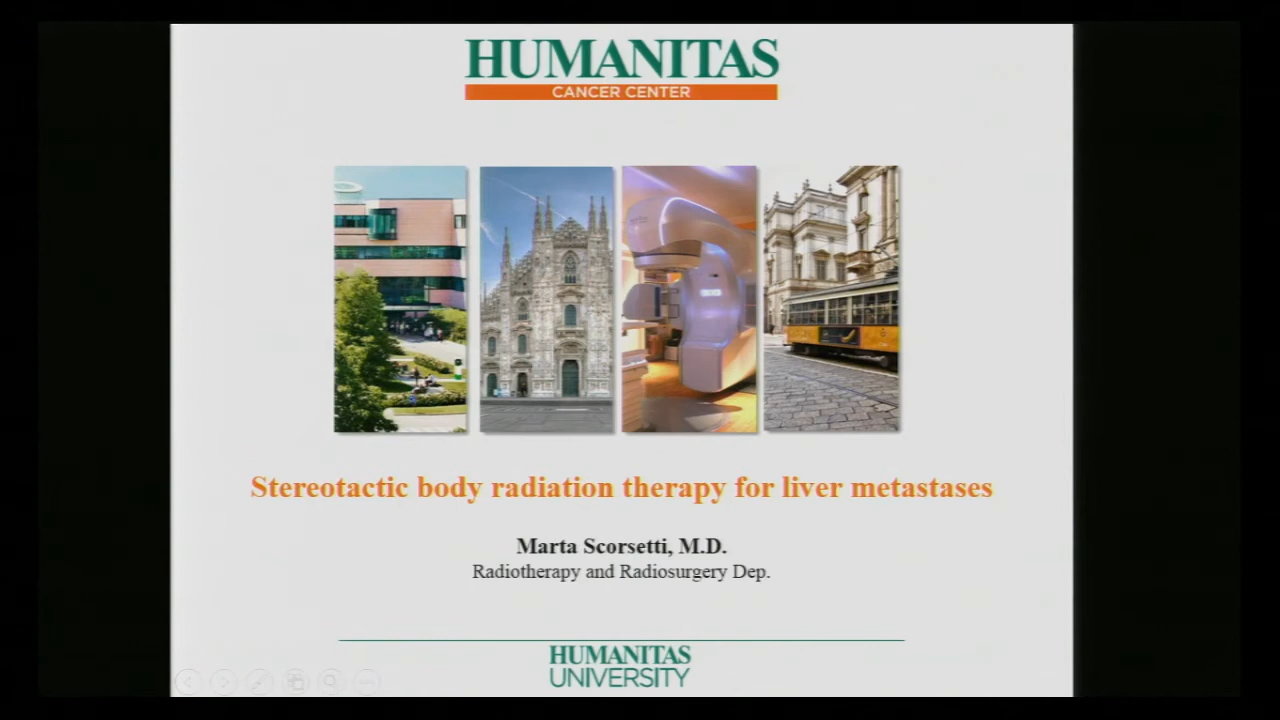 HUMANITAS
CANCER CENTER
Stereotactic body radiation therapy for liver metastases
Marta Scorsetti, M.D.
Radiotherapy and Radiosurgery Dep.
HUMANITAS
UNIVERSITY